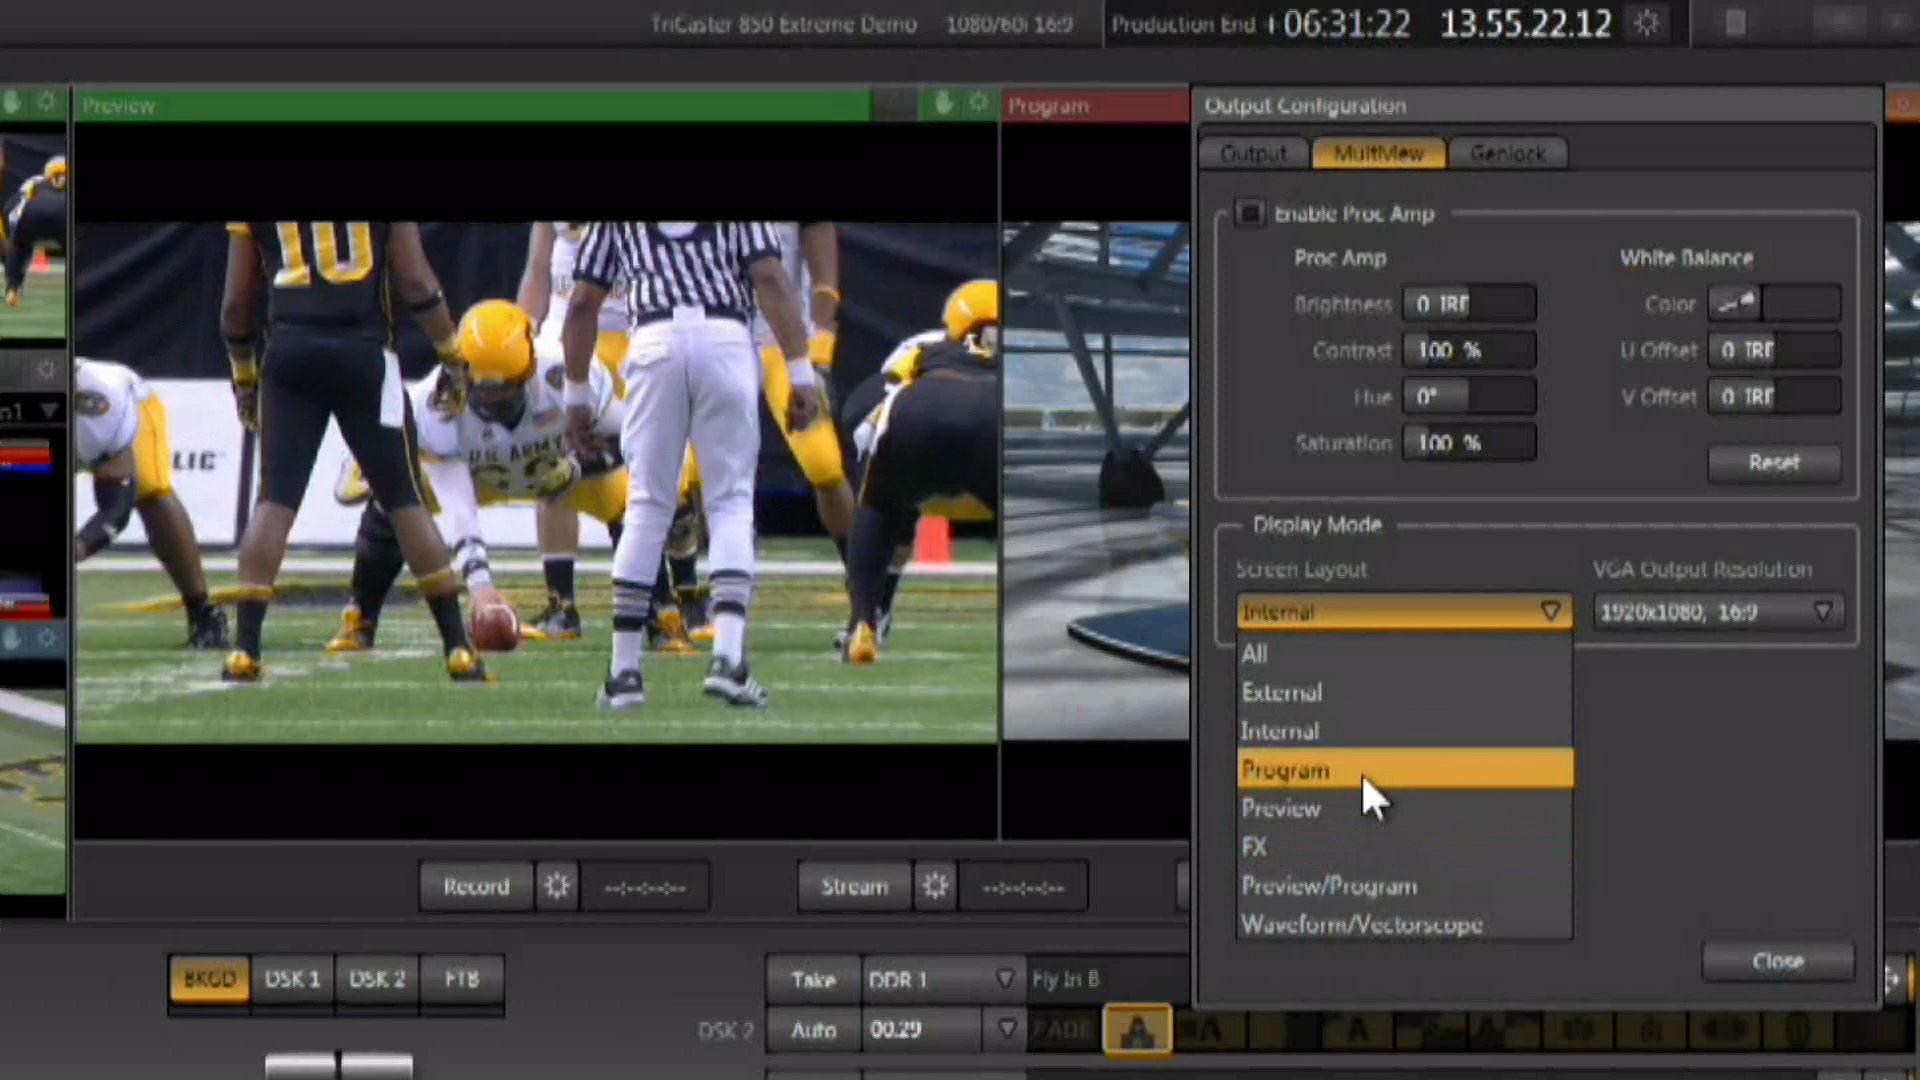 TriCaster 850 Extreme Demo 1080/60i 16:9 Production End + 06:31:22 13.55.22.12
Preview
Program
Output Configuration
Output MultiView Genlock
Enable Proc Amp
Proc Amp White Balance
Brightness 0 IRE Color
Contrast 100 % U Offset 0 IRE
Hue 0° V Offset 0 IRE
Saturation 100 %
Reset
Display Mode
Screen Layout VGA Output Resolution
Internal 1920x1080, 16:9
All
External
Internal
Program
Preview
FX
Preview/Program
Waveform/Vectorscope
Close
10
U.S. ARMY
Record --:--:--:-- Stream --:--:--:--
BKGD DSK 1 DSK 2 FTB
Take DDR 1 Fly In B
DSK 2 Auto 00.29 FADE